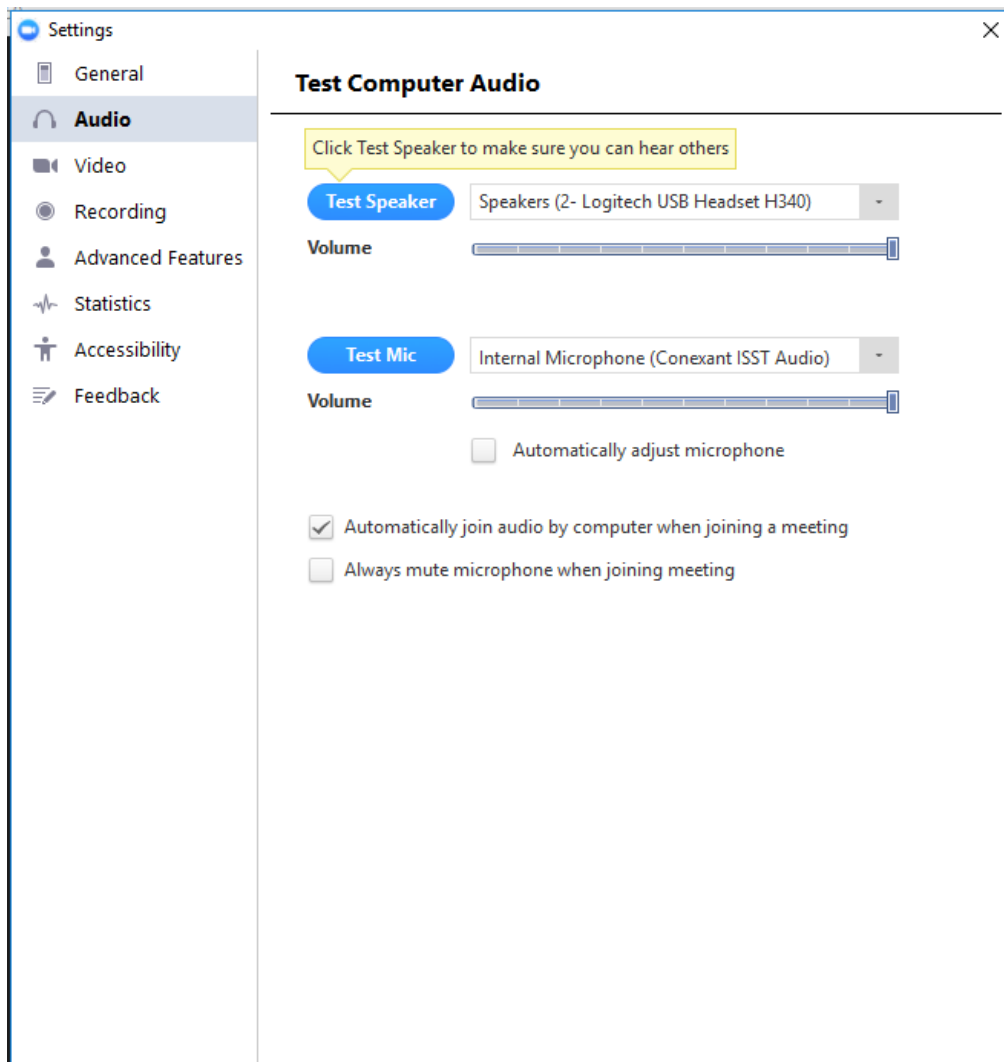 Settings
General
Audio
Video
Recording
Advanced Features
Statistics
Accessibility
Feedback
Test Computer Audio
Click Test Speaker to make sure you can hear others
Test Speaker
Speakers (2- Logitech USB Headset H340)
Volume
Test Mic
Internal Microphone (Conexant ISST Audio)
Volume
Automatically adjust microphone
Automatically join audio by computer when joining a meeting
Always mute microphone when joining meeting